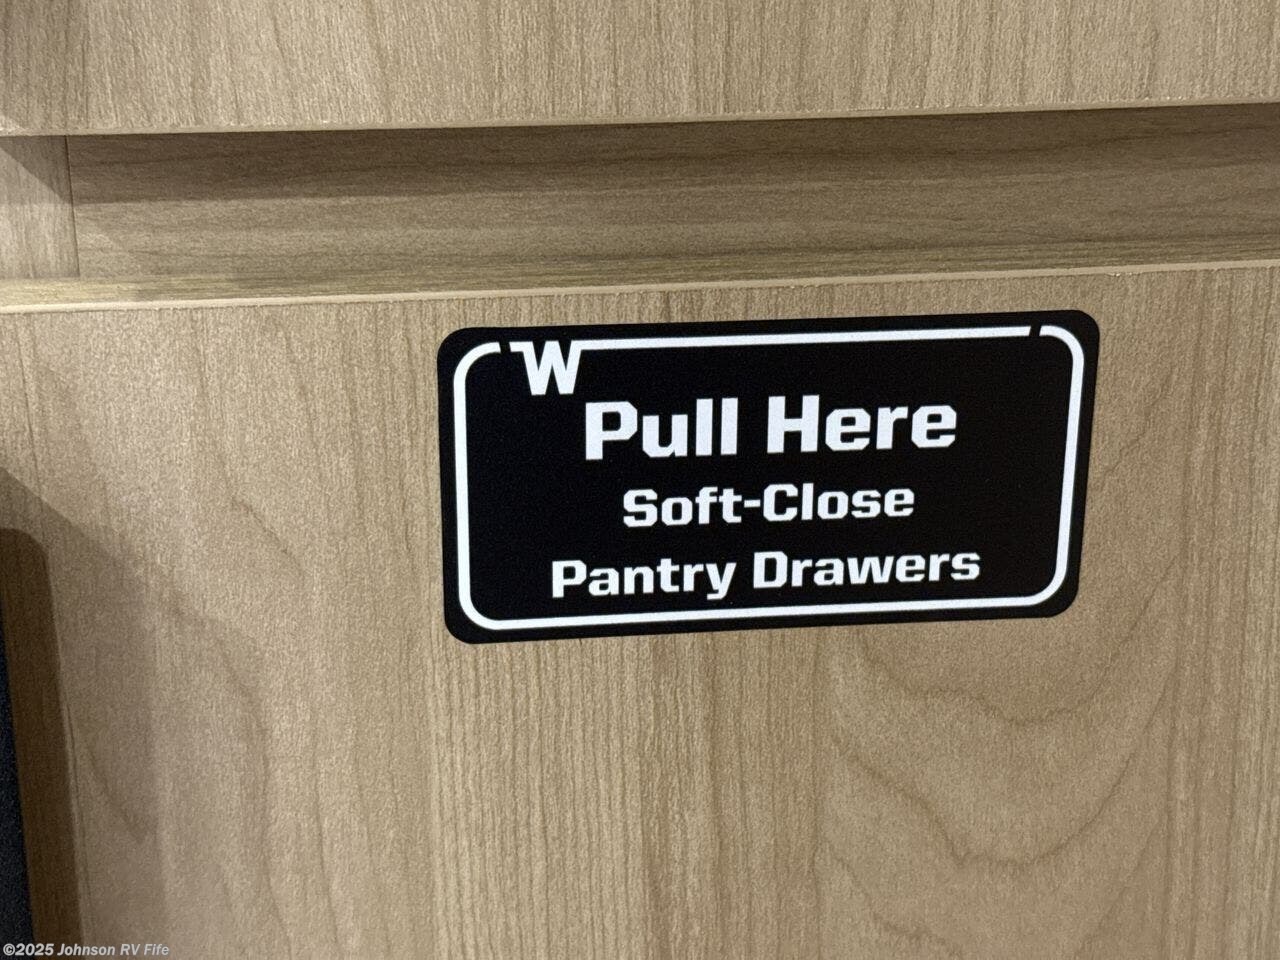 W
Pull Here
Soft-Close
Pantry Drawers
©2025 Johnson RV Fife